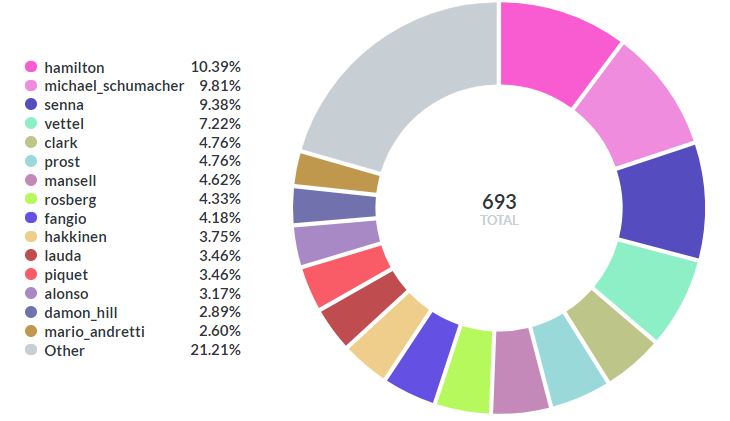 hamilton 10.39%
michael_schumacher 9.81%
senna 9.38%
vettel 7.22%
clark 4.76%
prost 4.76%
mansell 4.62%
rosberg 4.33%
fangio 4.18%
hakkinen 3.75%
lauda 3.46%
piquet 3.46%
alonso 3.17%
damon_hill 2.89%
mario_andretti 2.60%
Other 21.21%
693
TOTAL